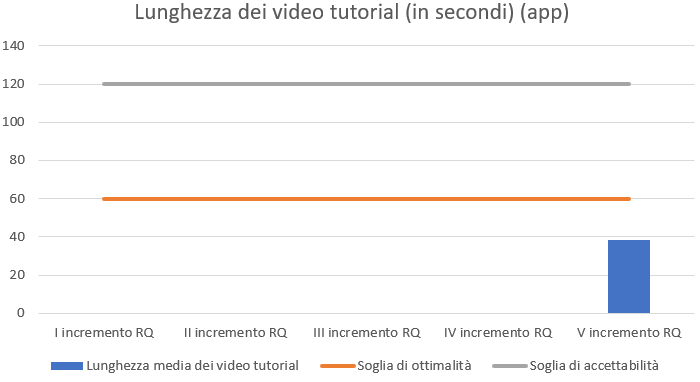 Lunghezza dei video tutorial (in secondi) (app)
140
120
100
80
60
40
20
0
I incremento RQ II incremento RQ III incremento RQ IV incremento RQ V incremento RQ
Lunghezza media dei video tutorial Soglia di ottimalità Soglia di accettabilità